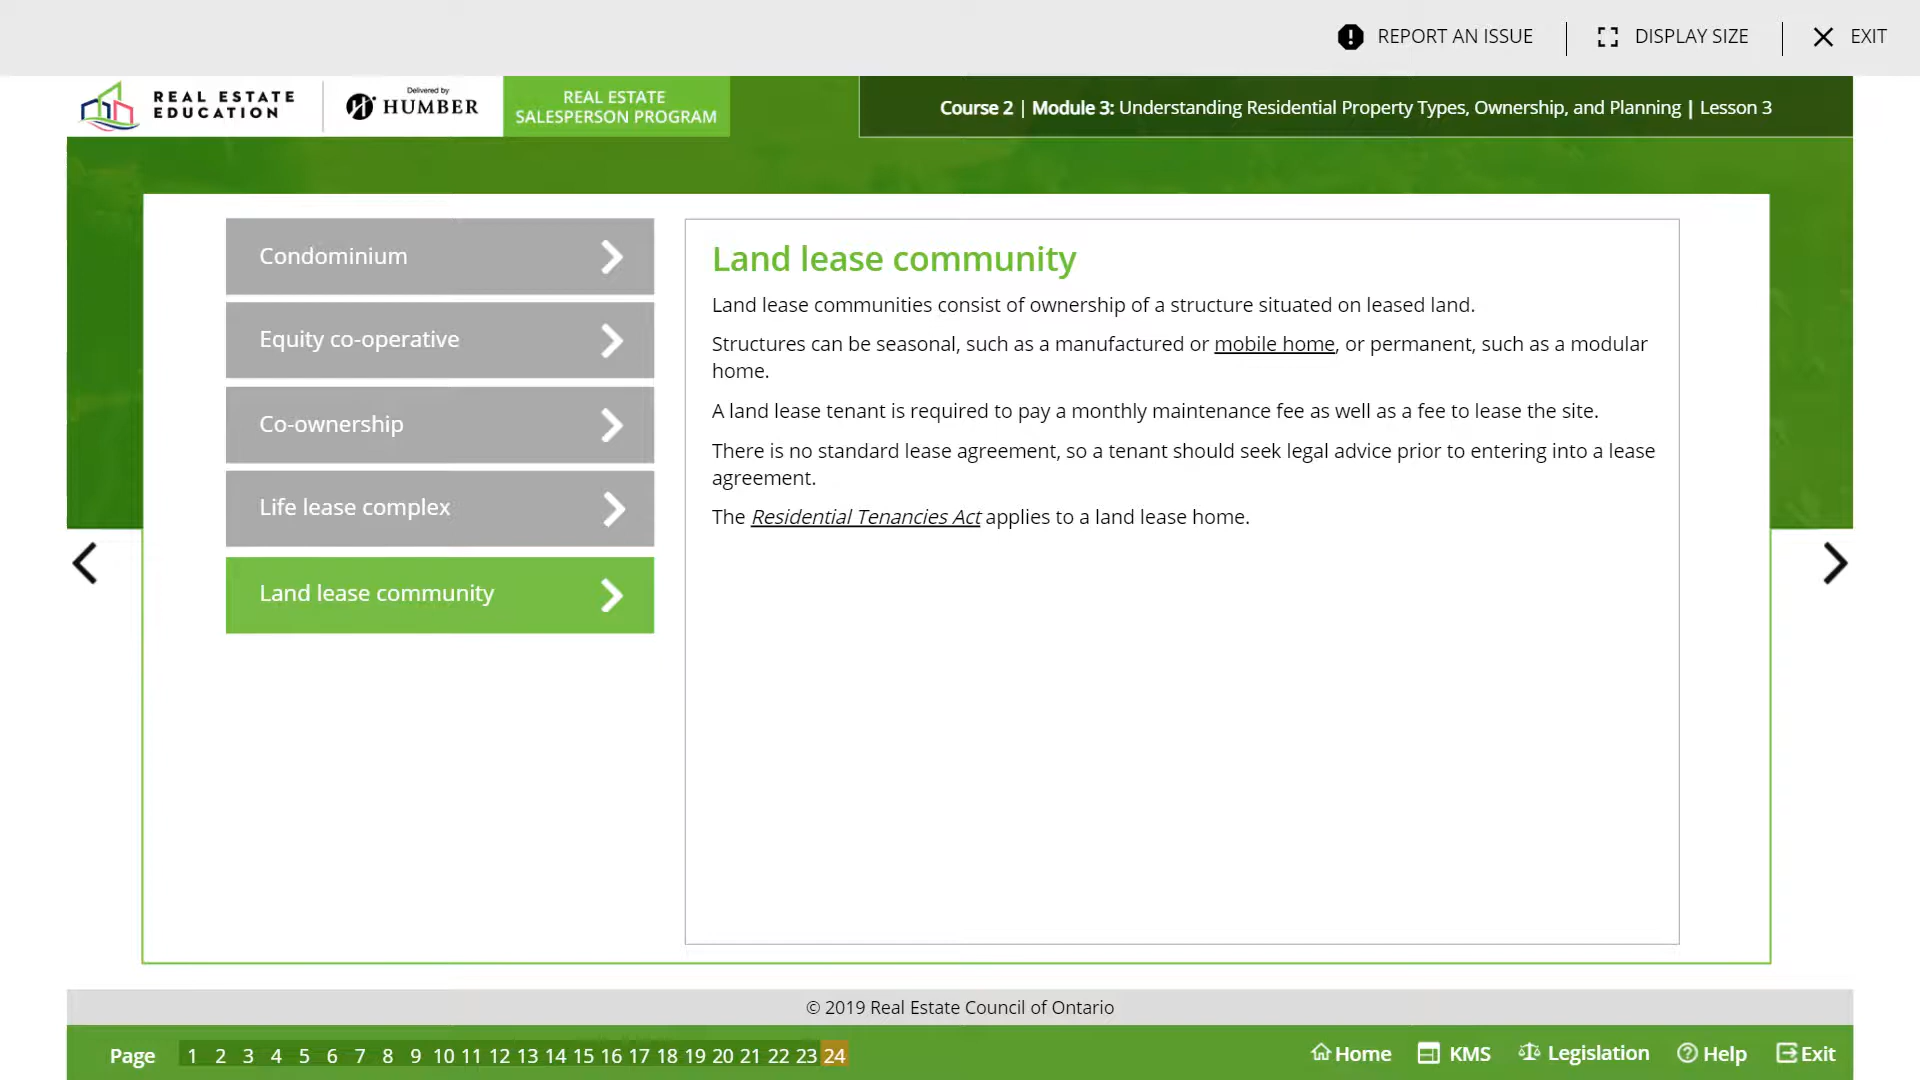 REPORT AN ISSUE
DISPLAY SIZE
EXIT
REAL ESTATE
EDUCATION
Delivered by
HUMBER
REAL ESTATE
SALESPERSON PROGRAM
Course 2 | Module 3: Understanding Residential Property Types, Ownership, and Planning | Lesson 3
Condominium
Equity co-operative
Co-ownership
Life lease complex
Land lease community
Land lease community
Land lease communities consist of ownership of a structure situated on leased land.
Structures can be seasonal, such as a manufactured or mobile home, or permanent, such as a modular
home.
A land lease tenant is required to pay a monthly maintenance fee as well as a fee to lease the site.
There is no standard lease agreement, so a tenant should seek legal advice prior to entering into a lease
agreement.
The Residential Tenancies Act applies to a land lease home.
© 2019 Real Estate Council of Ontario
Page 1 2 3 4 5 6 7 8 9 10 11 12 13 14 15 16 17 18 19 20 21 22 23 24
Home
KMS
Legislation
Help
Exit